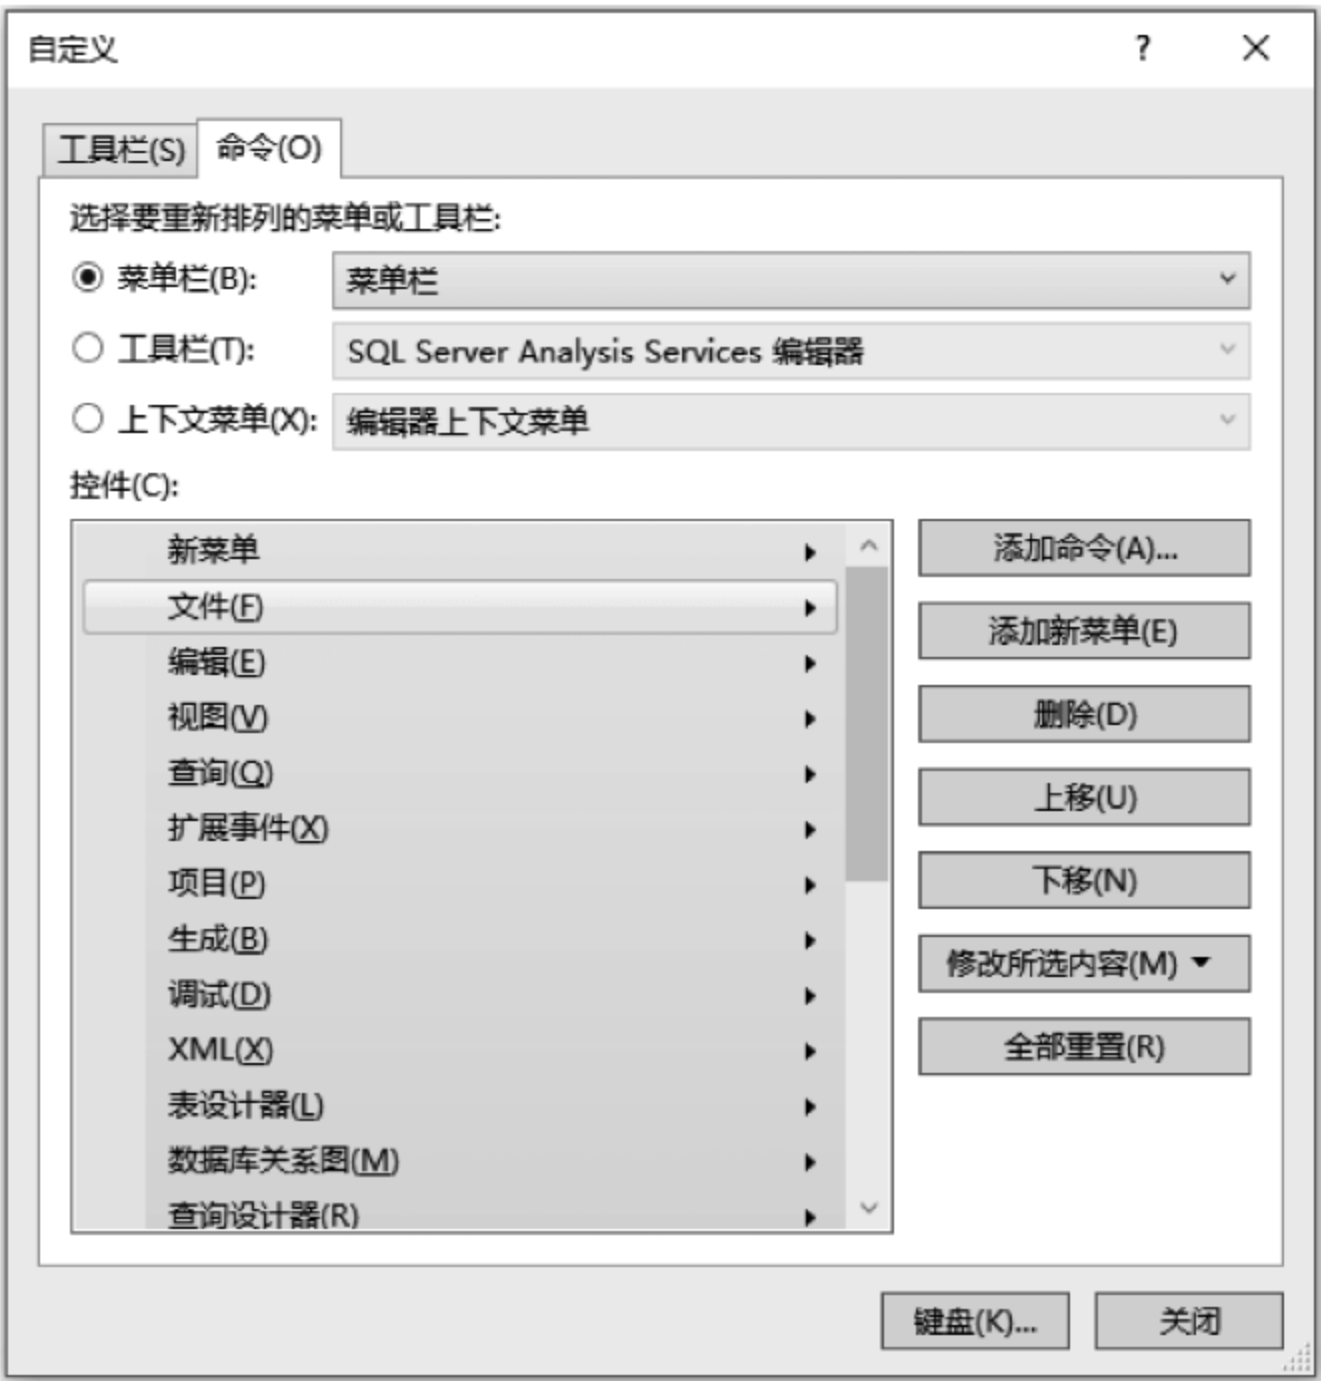 自定义
?
工具栏(S) 命令(O)
选择要重新排列的菜单或工具栏:
菜单栏(B): 菜单栏
工具栏(T): SQL Server Analysis Services 编辑器
上下文菜单(X): 编辑器上下文菜单
控件(C):
新菜单
文件(F)
编辑(E)
视图(V)
查询(Q)
扩展事件(X)
项目(P)
生成(B)
调试(D)
XML(X)
表设计器(L)
数据库关系图(M)
查询设计器(R)
添加命令(A)...
添加新菜单(E)
删除(D)
上移(U)
下移(N)
修改所选内容(M)
全部重置(R)
键盘(K)... 关闭